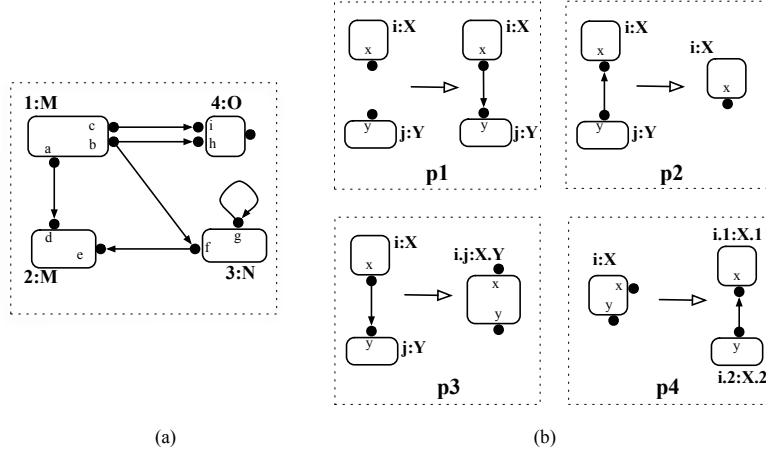 1:M
4:O
c
i
b
h
a
d
e
f
g
2:M
3:N
(a)
i:X
x
y
j:Y
i:X
x
y
j:Y
p1
i:X
x
y
j:Y
i:X
x
p2
i:X
x
y
j:Y
i.j:X.Y
x
y
p3
i:X
x
y
i.1:X.1
x
y
i.2:X.2
p4
(b)